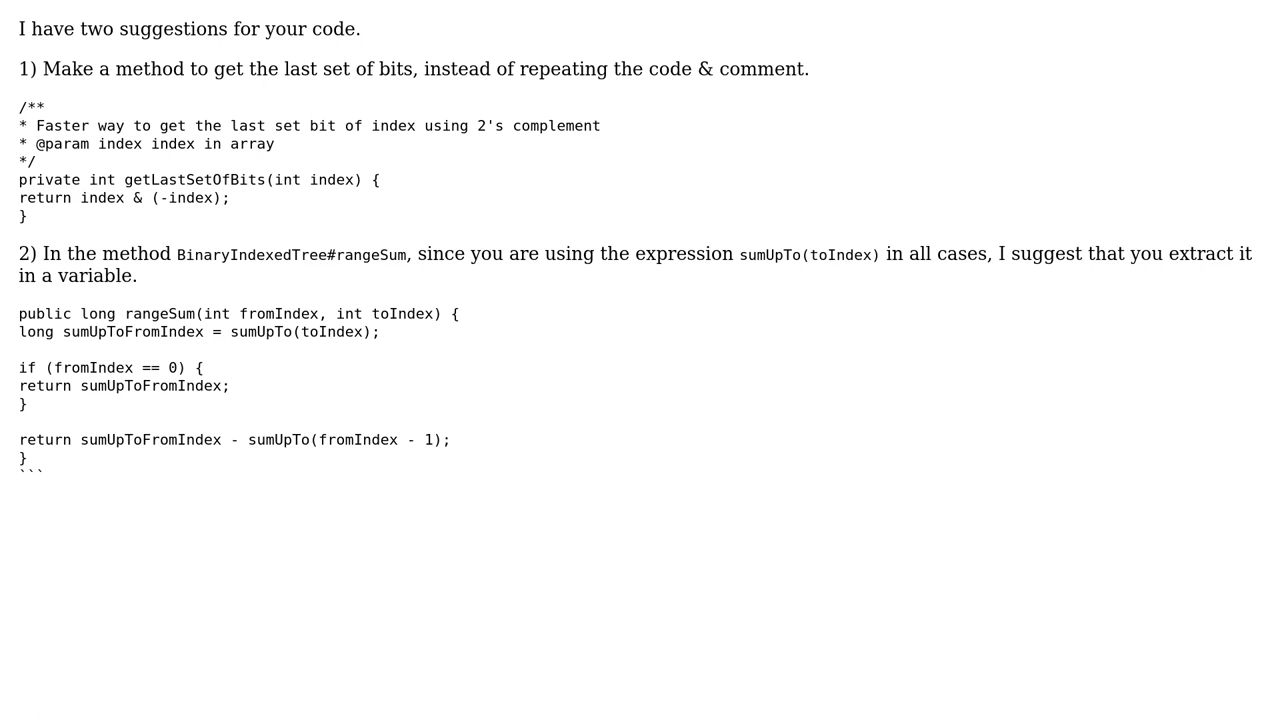 I have two suggestions for your code.
1) Make a method to get the last set of bits, instead of repeating the code & comment.
/**
* Faster way to get the last set bit of index using 2's complement
* @param index index in array
*/
private int getLastSetOfBits(int index) {
return index & (-index);
}
2) In the method BinaryIndexedTree#rangeSum, since you are using the expression sumUpTo(toIndex) in all cases, I suggest that you extract it
in a variable.
public long rangeSum(int fromIndex, int toIndex) {
long sumUpToFromIndex = sumUpTo(toIndex);
if (fromIndex == 0) {
return sumUpToFromIndex;
}
return sumUpToFromIndex - sumUpTo(fromIndex - 1);
}
```